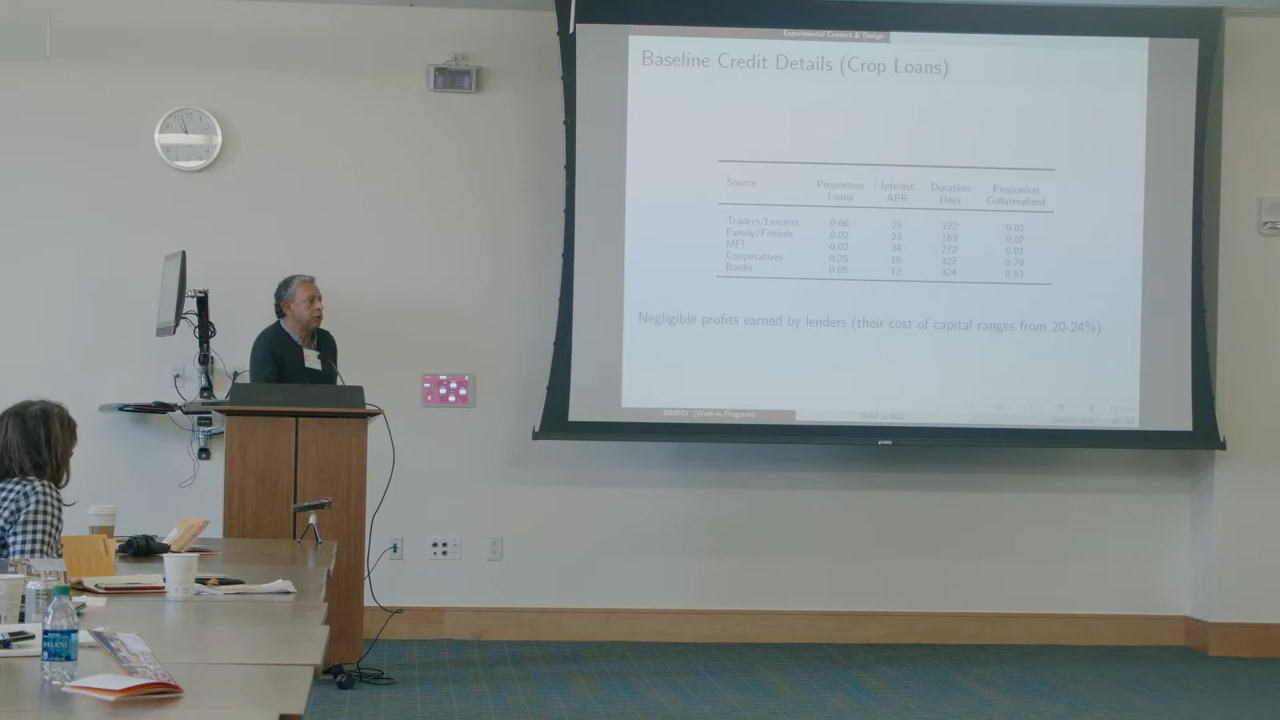 Experimental Context & Design
Baseline Credit Details (Crop Loans)
Source Proportion Loans Interest APR Duration Days Proportion Collateralized
Traders/Lenders 0.66 25 122 0.01
Family/Friends 0.02 23 183 0.07
MFI 0.02 34 272 0.01
Cooperatives 0.25 16 327 0.78
Banks 0.05 12 324 0.83
Negligible profits earned by lenders (their cost of capital ranges from 20-24%)
MMMV (Work-in-Progress)
DASANI